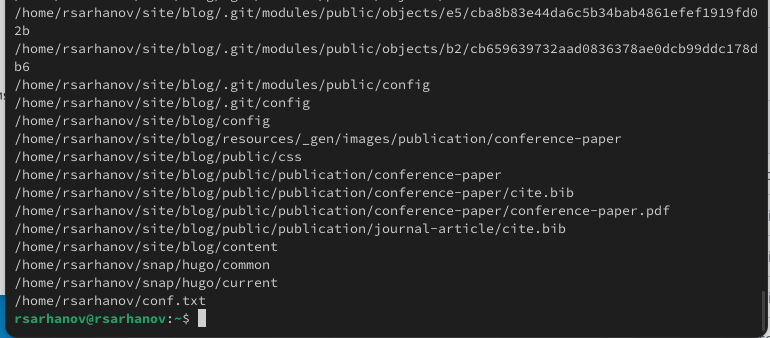 /home/rsarhanov/site/blog/.git/modules/public/objects/e5/cba8b83e44da6c5b34bab4861efef1919fd0
2b
/home/rsarhanov/site/blog/.git/modules/public/objects/b2/cb659639732aad0836378ae0dcb99ddc178d
b6
/home/rsarhanov/site/blog/.git/modules/public/config
/home/rsarhanov/site/blog/.git/config
/home/rsarhanov/site/blog/config
/home/rsarhanov/site/blog/resources/_gen/images/publication/conference-paper
/home/rsarhanov/site/blog/public/css
/home/rsarhanov/site/blog/public/publication/conference-paper
/home/rsarhanov/site/blog/public/publication/conference-paper/cite.bib
/home/rsarhanov/site/blog/public/publication/conference-paper/conference-paper.pdf
/home/rsarhanov/site/blog/public/publication/journal-article/cite.bib
/home/rsarhanov/site/blog/content
/home/rsarhanov/snap/hugo/common
/home/rsarhanov/snap/hugo/current
/home/rsarhanov/conf.txt
rsarhanov@rsarhanov:~$